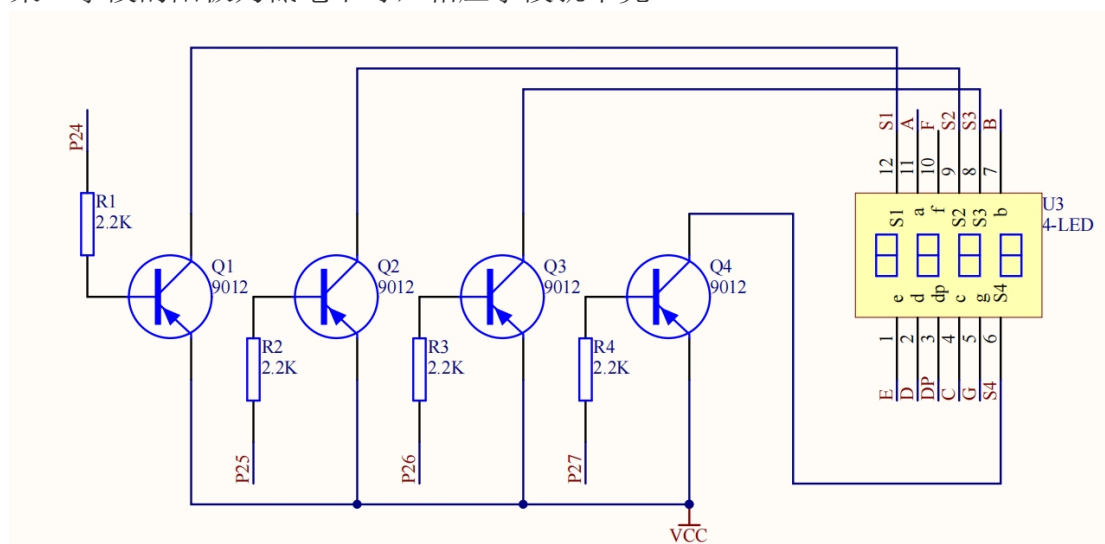 P24
R1
2.2K
Q1
9012
Q2
9012
Q3
9012
Q4
9012
R2
2.2K
R3
2.2K
R4
2.2K
P25
P26
P27
VCC
S1 A F S2 S3 B
12 11 10 9 8 7
U3
4-LED
S1 a f S2 S3 b
e d dp c g S4
1 2 3 4 5 6
E D DP C G S4